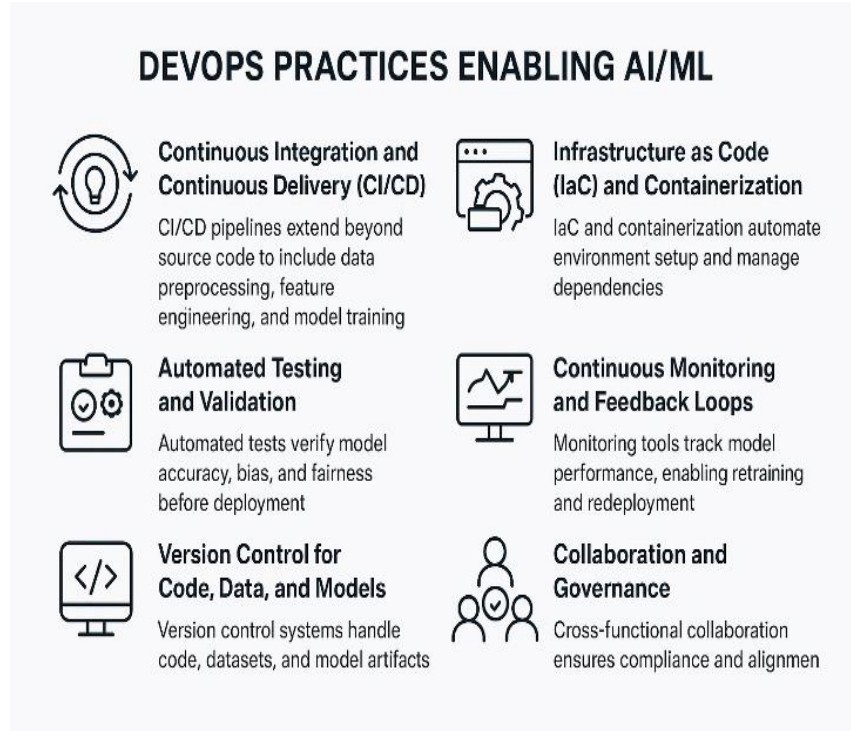 DEVOPS PRACTICES ENABLING AI/ML
Continuous Integration and
Continuous Delivery (CI/CD)
CI/CD pipelines extend beyond
source code to include data
preprocessing, feature
engineering, and model training
Infrastructure as Code
(IaC) and Containerization
IaC and containerization automate
environment setup and manage
dependencies
Automated Testing
and Validation
Automated tests verify model
accuracy, bias, and fairness
before deployment
Continuous Monitoring
and Feedback Loops
Monitoring tools track model
performance, enabling retraining
and redeployment
</>
Version Control for
Code, Data, and Models
Version control systems handle
code, datasets, and model artifacts
Collaboration and
Governance
Cross-functional collaboration
ensures compliance and alignmen